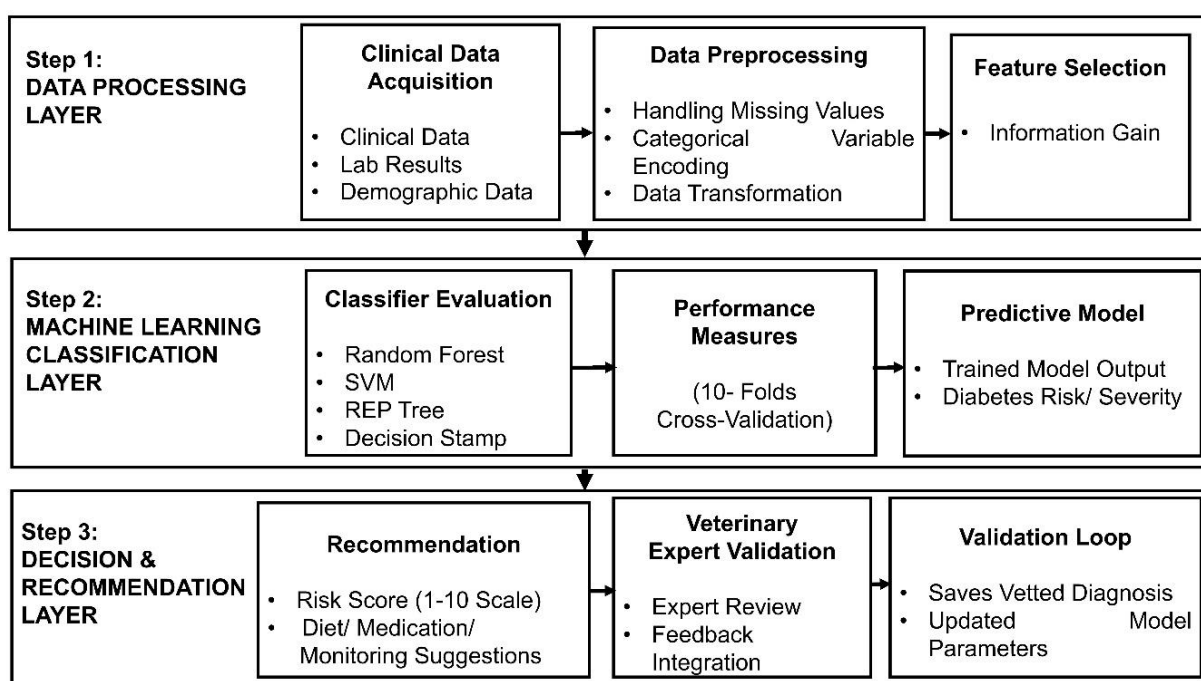 Step 1:
DATA PROCESSING
LAYER
Clinical Data
Acquisition
• Clinical Data
• Lab Results
• Demographic Data
Data Preprocessing
• Handling Missing Values
• Categorical Variable
Encoding
• Data Transformation
Feature Selection
• Information Gain
Step 2:
MACHINE LEARNING
CLASSIFICATION
LAYER
Classifier Evaluation
• Random Forest
• SVM
• REP Tree
• Decision Stamp
Performance
Measures
(10- Folds
Cross-Validation)
Predictive Model
• Trained Model Output
• Diabetes Risk/ Severity
Step 3:
DECISION &
RECOMMENDATION
LAYER
Recommendation
• Risk Score (1-10 Scale)
• Diet/ Medication/
Monitoring Suggestions
Veterinary
Expert Validation
• Expert Review
• Feedback
Integration
Validation Loop
• Saves Vetted Diagnosis
• Updated Model
Parameters